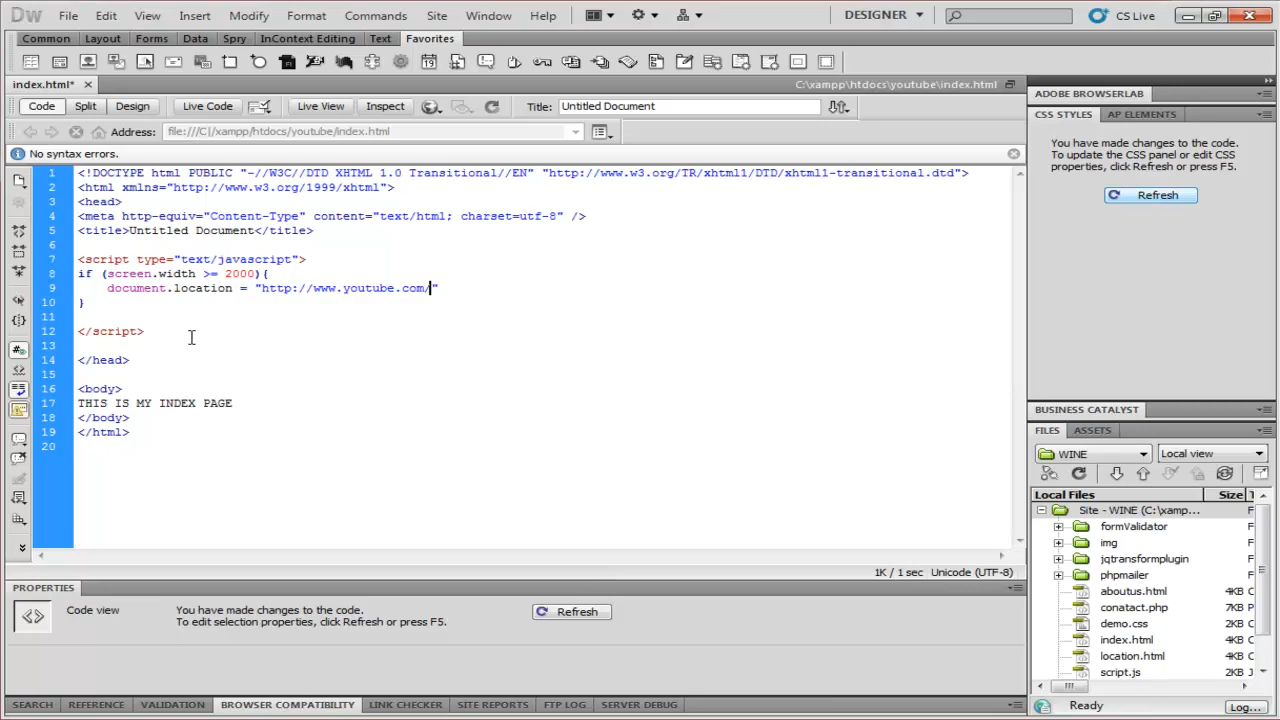 Dw File Edit View Insert Modify Format Commands Site Window Help DESIGNER CS Live
Common Layout Forms Data Spry InContext Editing Text Favorites
index.html* C:\xampp\htdocs\youtube\index.html
Code Split Design Live Code Live View Inspect Title: Untitled Document
Address: file:///C|/xampp/htdocs/youtube/index.html
No syntax errors.
1 <!DOCTYPE html PUBLIC "-//W3C//DTD XHTML 1.0 Transitional//EN" "http://www.w3.org/TR/xhtml1/DTD/xhtml1-transitional.dtd">
2 <html xmlns="http://www.w3.org/1999/xhtml">
3 <head>
4 <meta http-equiv="Content-Type" content="text/html; charset=utf-8" />
5 <title>Untitled Document</title>
6
7 <script type="text/javascript">
8 if (screen.width >= 2000){
9 document.location = "http://www.youtube.com/"
10 }
11
12 </script>
13
14 </head>
15
16 <body>
17 THIS IS MY INDEX PAGE
18 </body>
19 </html>
20
1K / 1 sec Unicode (UTF-8)
PROPERTIES
Code view
You have made changes to the code.
To edit selection properties, click Refresh or press F5.
Refresh
SEARCH REFERENCE VALIDATION BROWSER COMPATIBILITY LINK CHECKER SITE REPORTS FTP LOG SERVER DEBUG
ADOBE BROWSERLAB
CSS STYLES AP ELEMENTS
You have made changes to the code.
To update the CSS panel or edit CSS
properties, click Refresh or press F5.
Refresh
BUSINESS CATALYST
FILES ASSETS
WINE Local view
Local Files Size T
Site - WINE (C:\xamp... F
formValidator F
img F
jqtransformplugin F
phpmailer F
aboutus.html 4KB C
conatact.php 7KB P
demo.css 2KB C
index.html 4KB C
location.html 4KB C
script.js 2KB J
Ready Log...